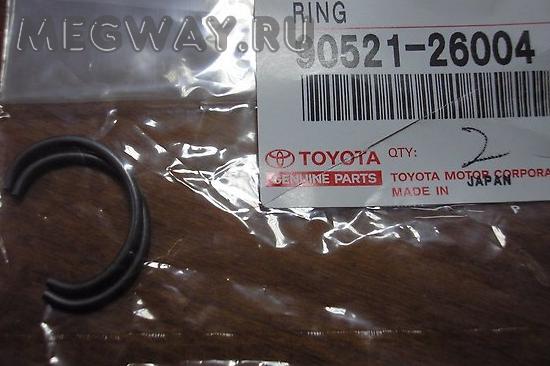 MEGWAY.RU
RING
90521-26004
TOYOTA
GENUINE PARTS
QTY: 2
TOYOTA MOTOR CORPORA
MADE IN JAPAN